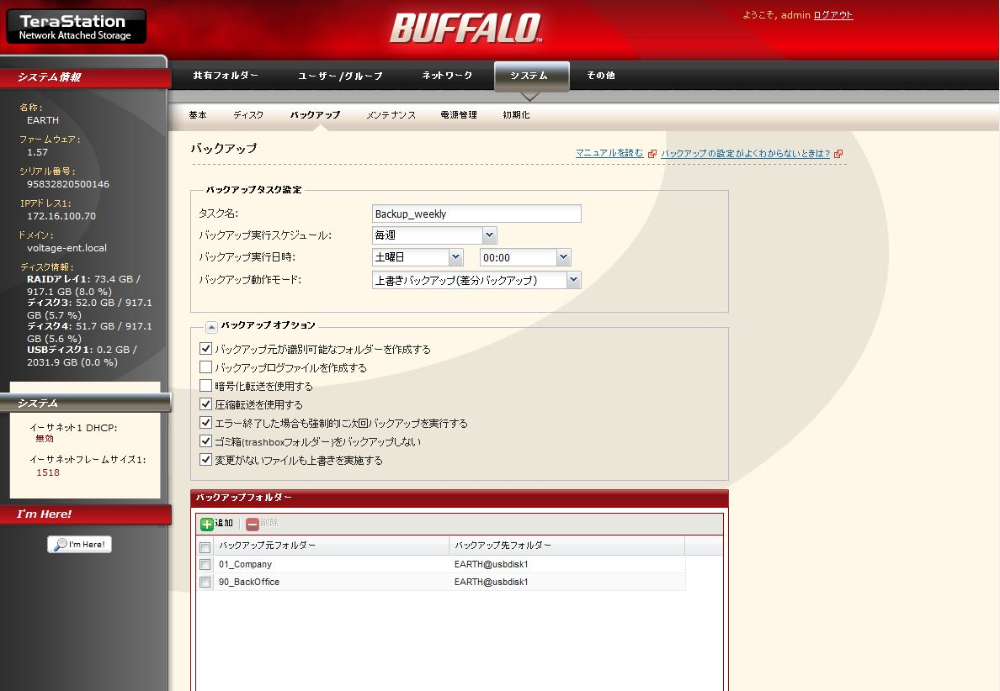 TeraStation
Network Attached Storage
BUFFALO™
ようこそ, admin ログアウト
システム情報
共有フォルダー
ユーザー/グループ
ネットワーク
システム
その他
基本
ディスク
バックアップ
メンテナンス
電源管理
初期化
名称:
EARTH
ファームウェア:
1.57
シリアル番号:
95832820500146
IPアドレス1:
172.16.100.70
ドメイン:
voltage-ent.local
ディスク情報:
RAIDアレイ1: 73.4 GB /
917.1 GB (8.0 %)
ディスク3: 52.0 GB / 917.1
GB (5.7 %)
ディスク4: 51.7 GB / 917.1
GB (5.6 %)
USBディスク1: 0.2 GB /
2031.9 GB (0.0 %)
システム
イーサネット1 DHCP:
無効
イーサネットフレームサイズ1:
1518
I'm Here!
I'm Here!
バックアップ
マニュアルを読む
バックアップの設定がよくわからないときは?
バックアップタスク設定
タスク名: Backup_weekly
バックアップ実行スケジュール: 毎週
バックアップ実行日時: 土曜日 00:00
バックアップ動作モード: 上書きバックアップ(差分バックアップ)
バックアップオプション
バックアップ元が識別可能なフォルダーを作成する
バックアップログファイルを作成する
暗号化転送を使用する
圧縮転送を使用する
エラー終了した場合も強制的に次回バックアップを実行する
ゴミ箱(trashboxフォルダー)をバックアップしない
変更がないファイルも上書きを実施する
バックアップフォルダー
追加 削除
バックアップ元フォルダー バックアップ先フォルダー
01_Company EARTH@usbdisk1
90_BackOffice EARTH@usbdisk1